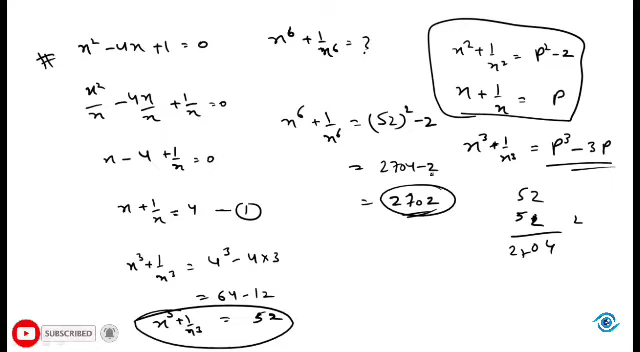 # x² - 4x + 1 = 0
x²/x - 4x/x + 1/x = 0
x - 4 + 1/x = 0
x + 1/x = 4 — ①
x³ + 1/x³ = 4³ - 4×3
= 64 - 12
x³ + 1/x³ = 52
x⁶ + 1/x⁶ = ?
x⁶ + 1/x⁶ = (52)² - 2
= 2704 - 2
= 2702
x² + 1/x² = p² - 2
x + 1/x = p
x³ + 1/x³ = p³ - 3p
52
52 2
2704
SUBSCRIBED